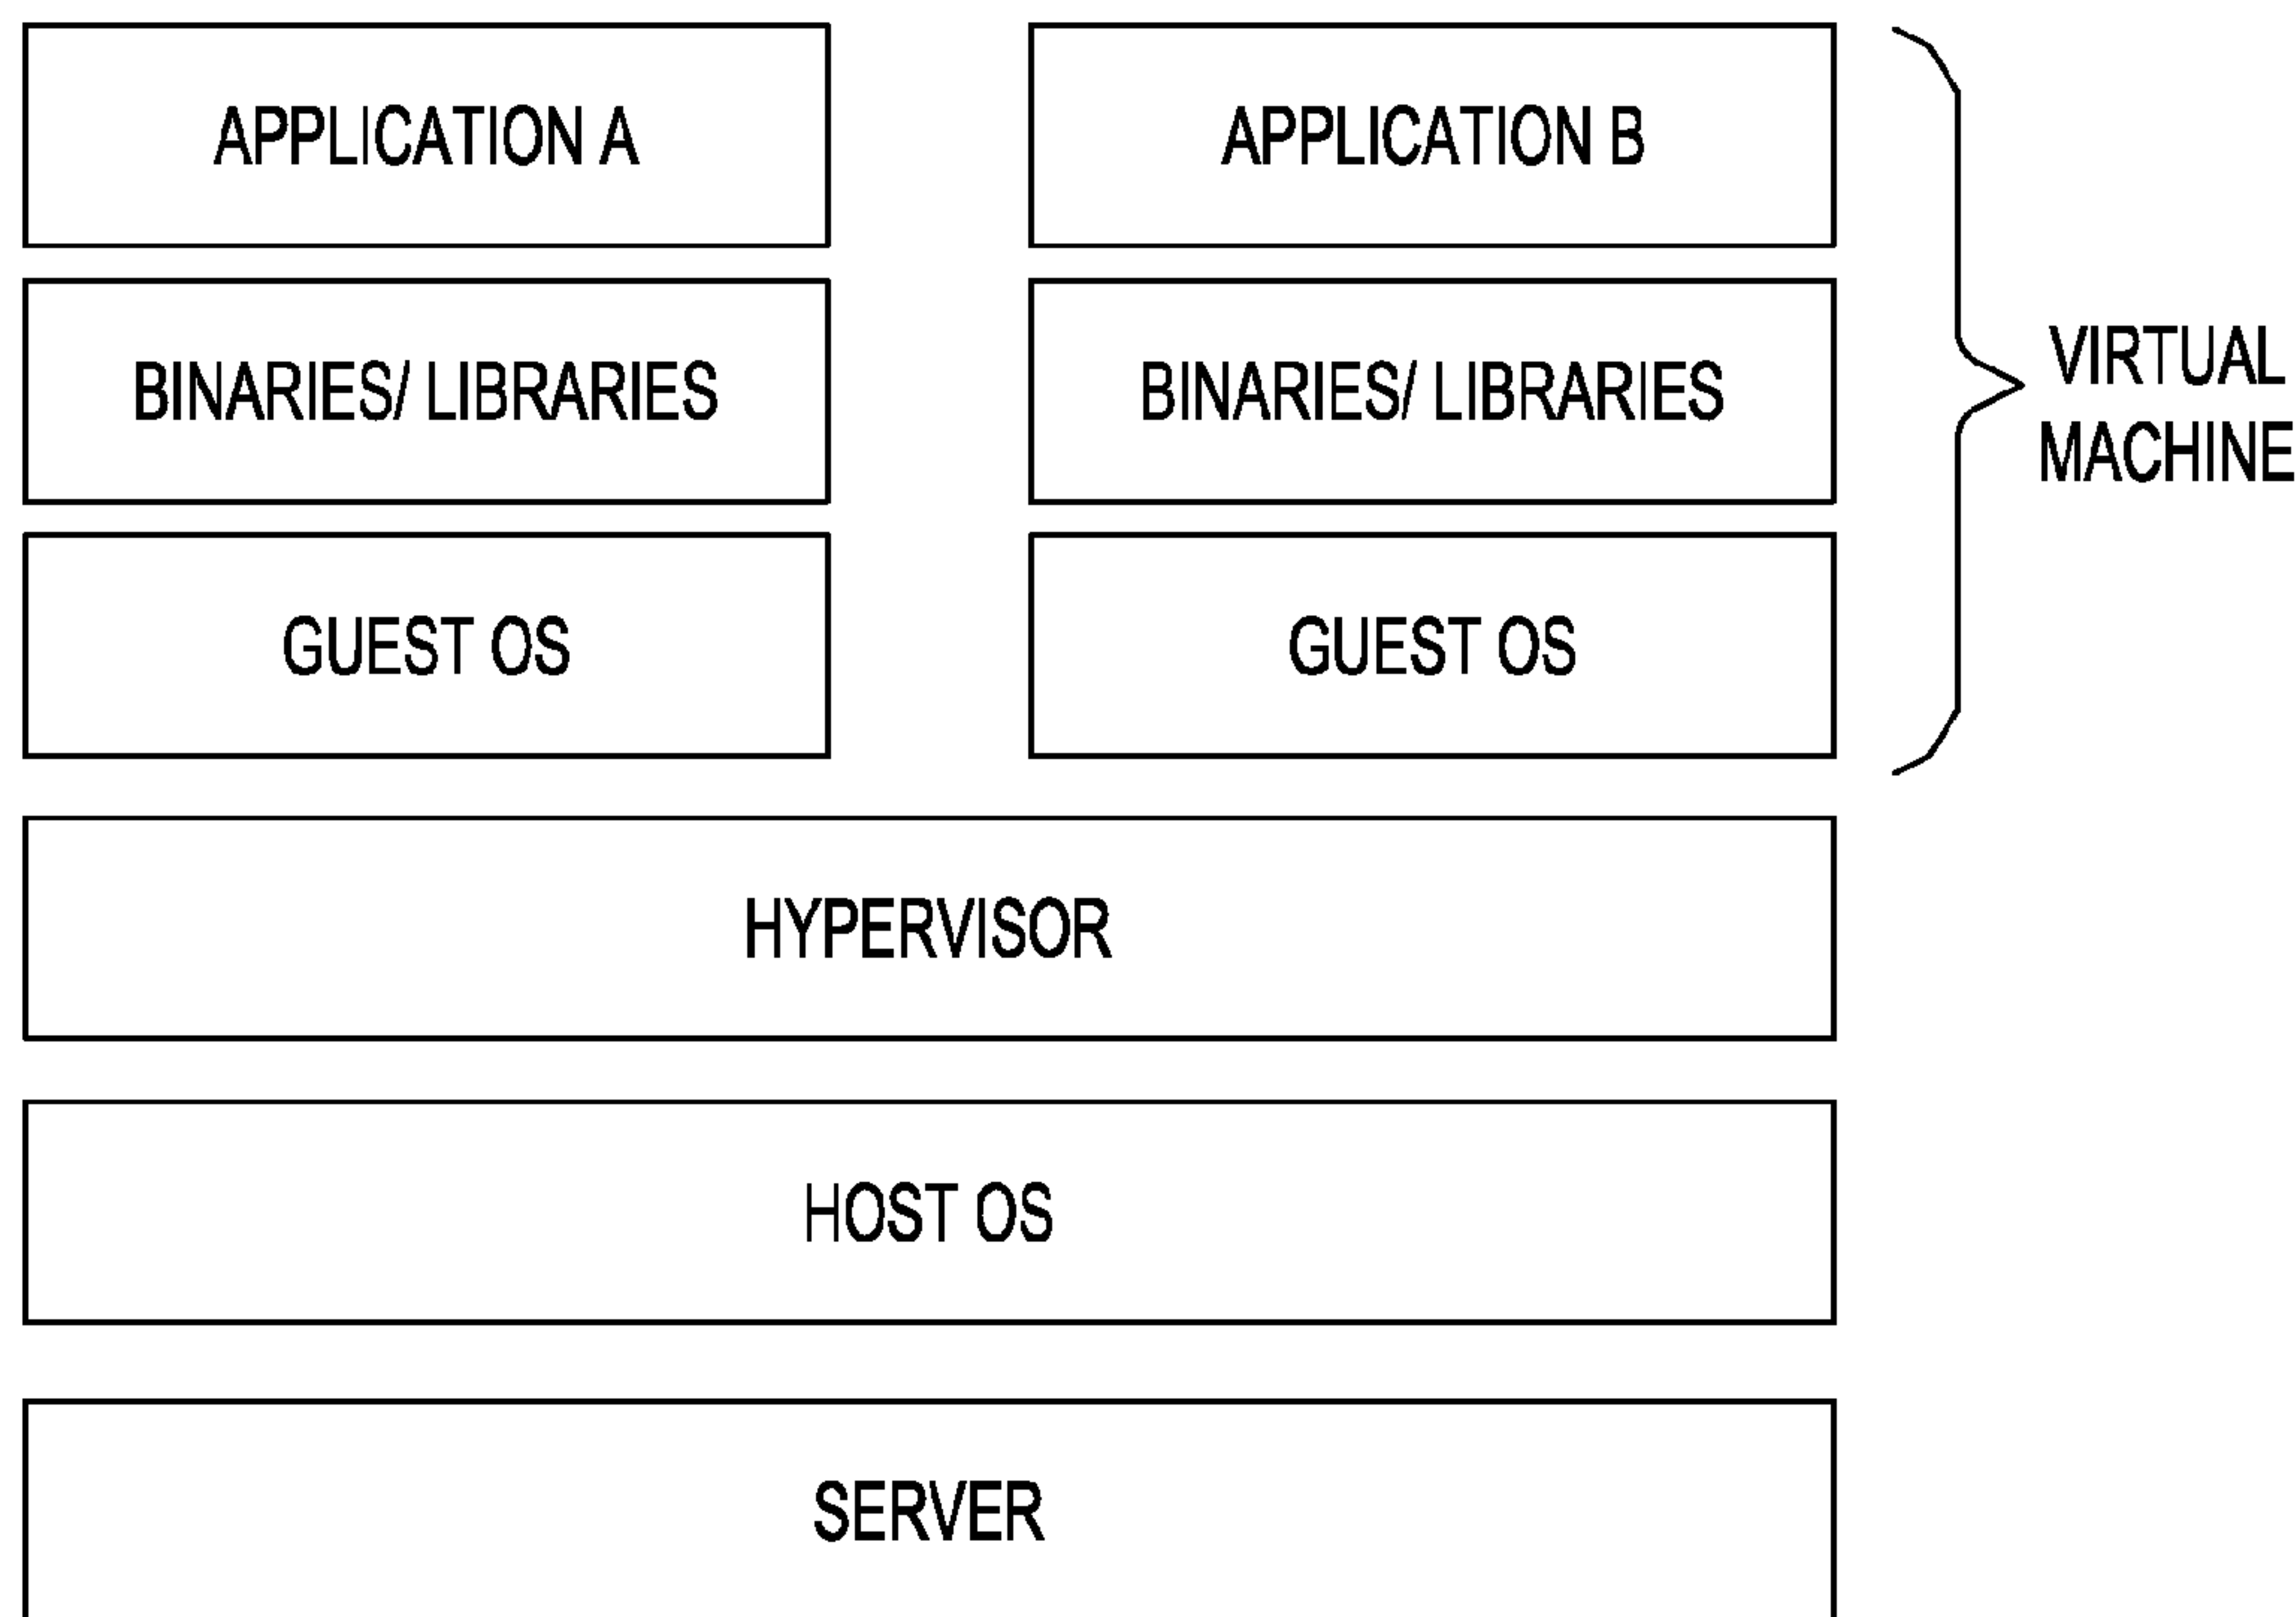 APPLICATION A
APPLICATION B
BINARIES/ LIBRARIES
BINARIES/ LIBRARIES
VIRTUAL
MACHINE
GUEST OS
GUEST OS
HYPERVISOR
HOST OS
SERVER